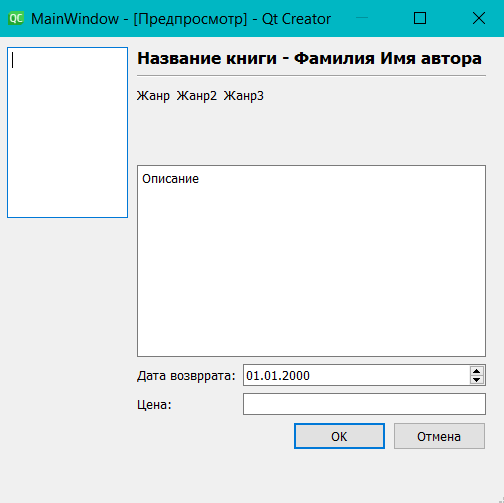 MainWindow - [Предпросмотр] - Qt Creator
Название книги - Фамилия Имя автора
Жанр Жанр2 Жанр3
Описание
Дата возвррата: 01.01.2000
Цена:
OK Отмена